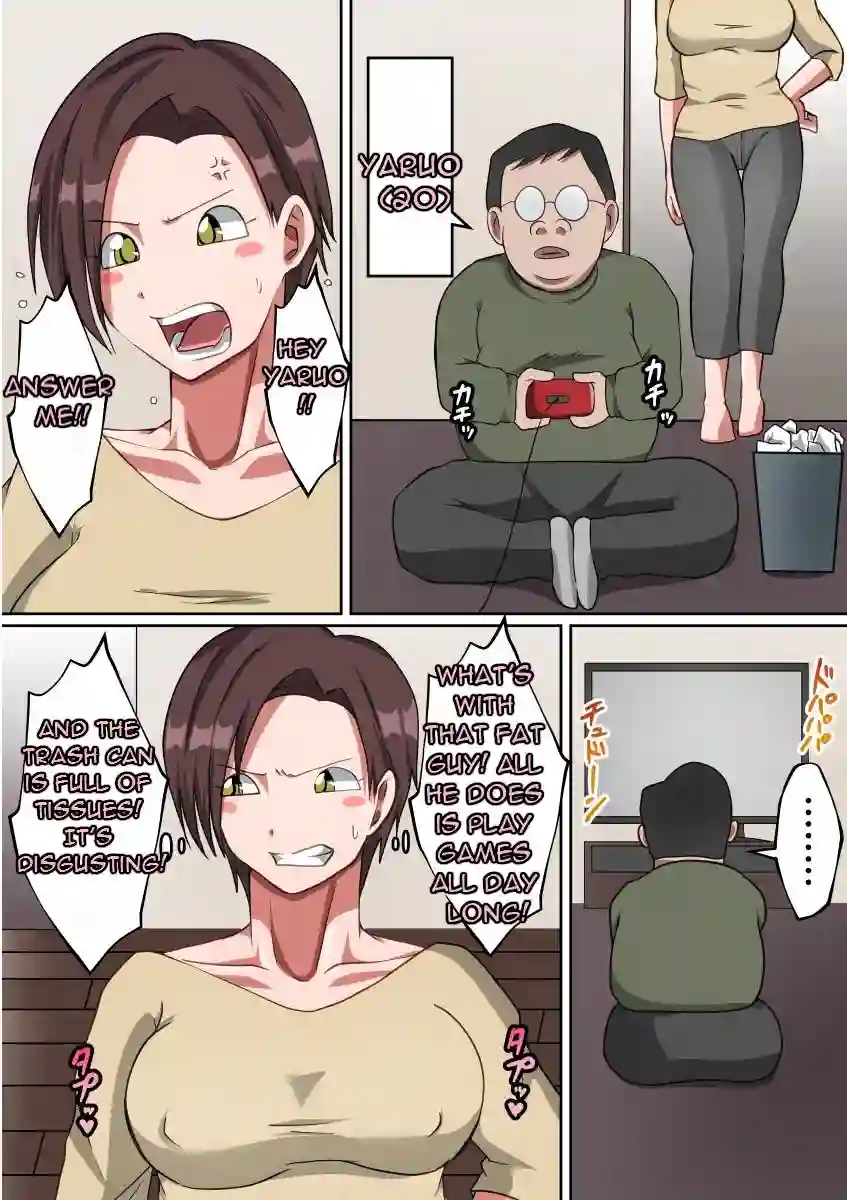 YARUO
(20)
カチッ
カチッ
HEY
YARUO
!!
ANSWER
ME!!
ドパパパ
チュドーン
........
WHAT'S
WITH
THAT FAT
GUY! ALL
HE DOES
IS PLAY
GAMES
ALL DAY
LONG!
AND THE
TRASH CAN
IS FULL OF
TISSUES!
IT'S
DISGUSTING!
タプッ♥
タプッ♥